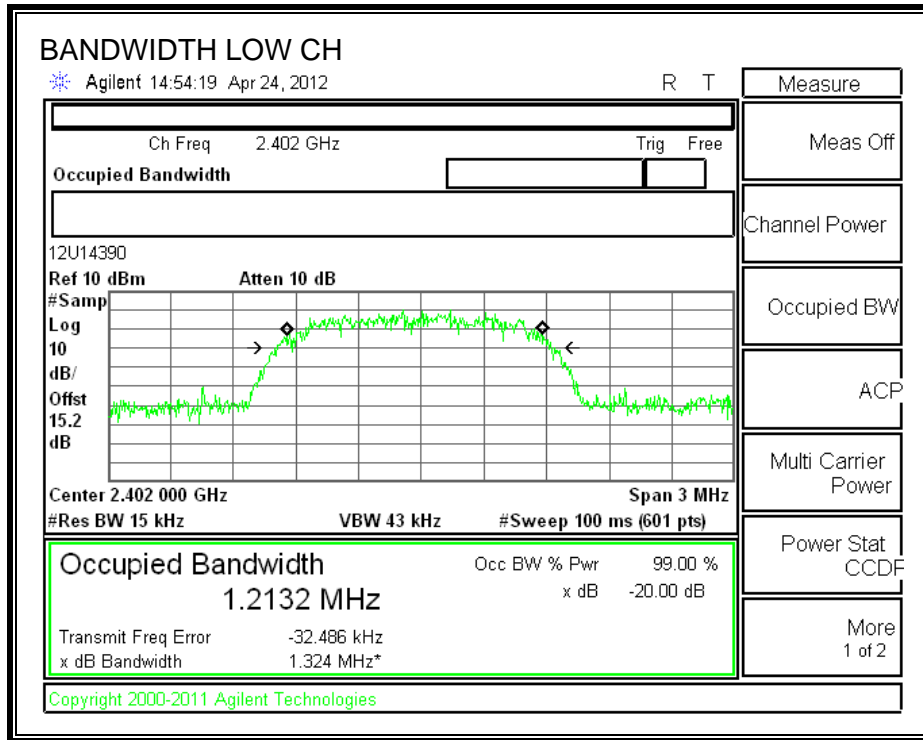 BANDWIDTH LOW CH
Agilent 14:54:19 Apr 24, 2012 R T
Measure
Ch Freq 2.402 GHz Trig Free
Meas Off
Occupied Bandwidth
Channel Power
12U14390
Ref 10 dBm Atten 10 dB
#Samp
Log
10
dB/
Offst
15.2
dB
Occupied BW
ACP
Multi Carrier
Power
Center 2.402 000 GHz Span 3 MHz
#Res BW 15 kHz VBW 43 kHz #Sweep 100 ms (601 pts)
Power Stat
CCDF
Occupied Bandwidth Occ BW % Pwr 99.00 %
1.2132 MHz x dB -20.00 dB
Transmit Freq Error -32.486 kHz
x dB Bandwidth 1.324 MHz*
More
1 of 2
Copyright 2000-2011 Agilent Technologies